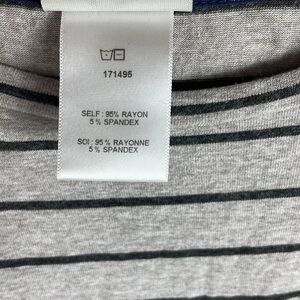 171495
SELF : 95% RAYON
5 % SPANDEX
SOI : 95 % RAYONNE
5 % SPANDEX